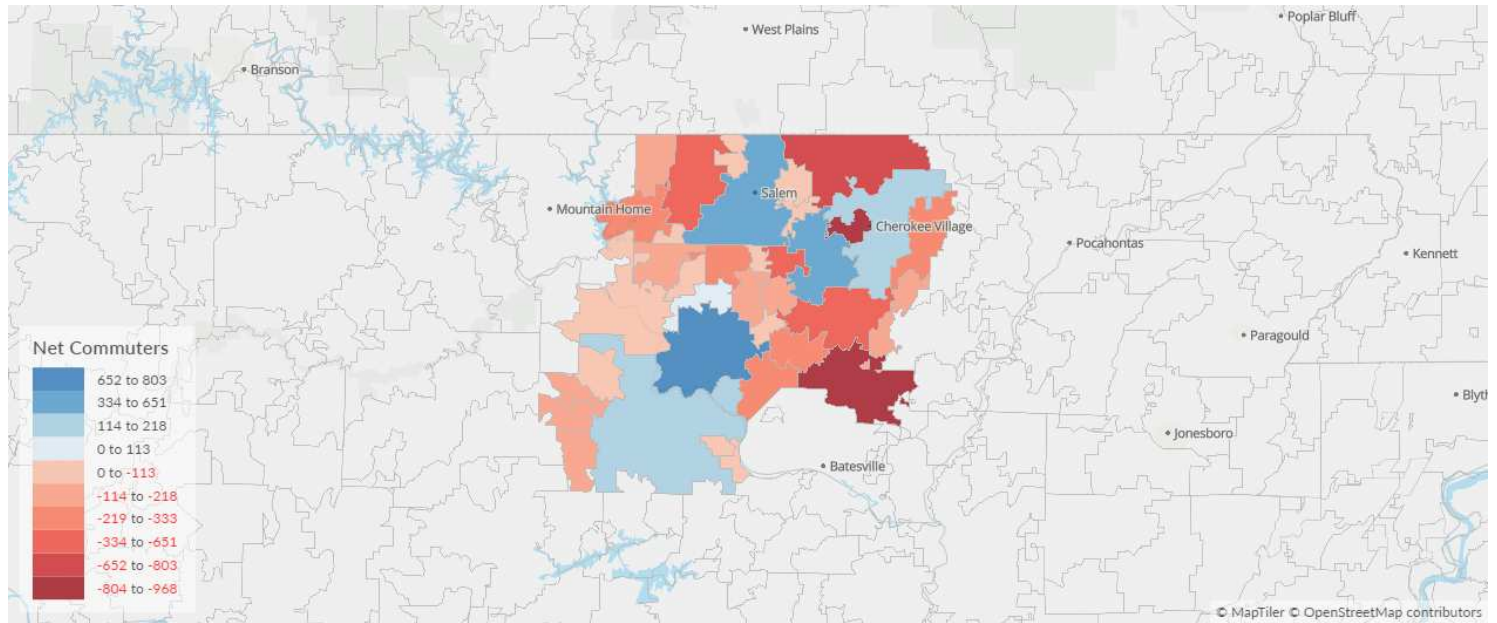 Poplar Bluff
West Plains
Branson
Salem
Mountain Home
Cherokee Village
Pocahontas
Kennett
Paragould
Net Commuters
652 to 803
334 to 651
114 to 218
0 to 113
0 to -113
-114 to -218
-219 to -333
-334 to -651
-652 to -803
-804 to -968
Blyth
Jonesboro
Batesville
© MapTiler © OpenStreetMap contributors